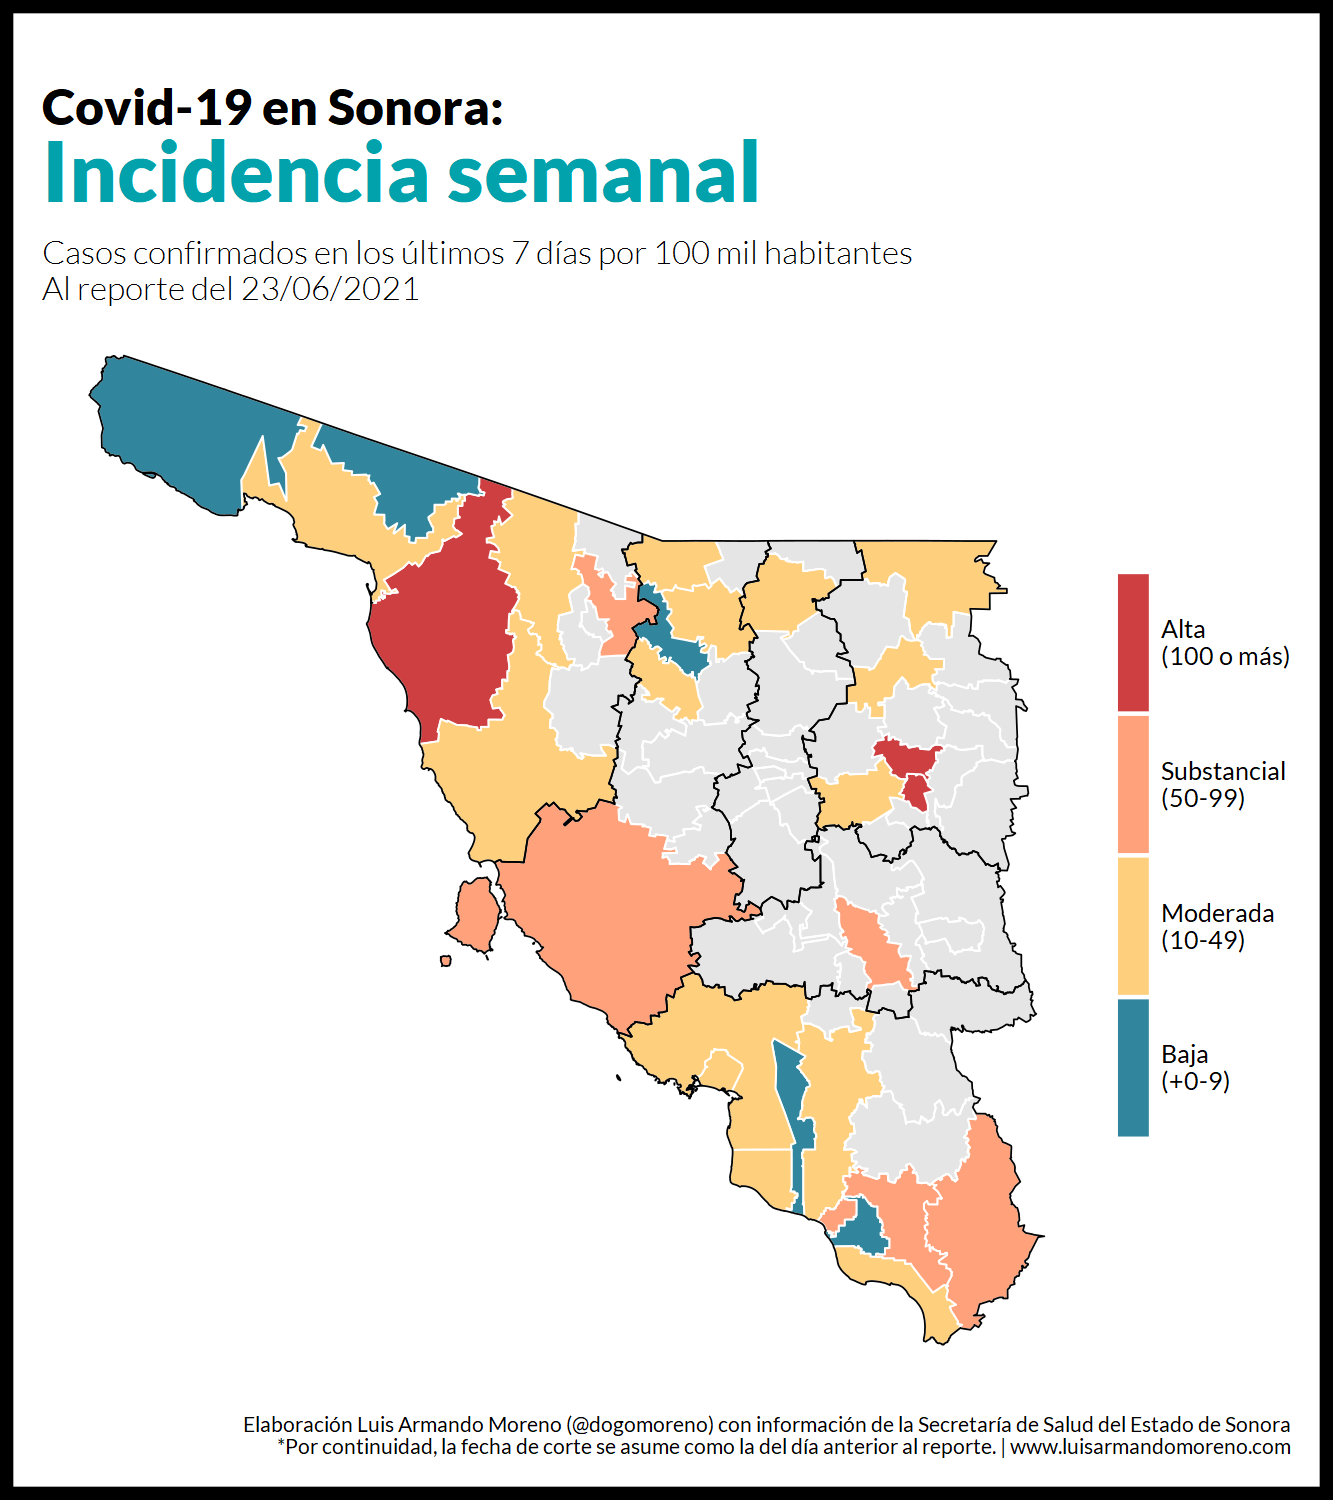 Covid-19 en Sonora:
Incidencia semanal
Casos confirmados en los últimos 7 días por 100 mil habitantes
Al reporte del 23/06/2021
Alta
(100 o más)
Substancial
(50-99)
Moderada
(10-49)
Baja
(+0-9)
Elaboración Luis Armando Moreno (@dogomoreno) con información de la Secretaría de Salud del Estado de Sonora
*Por continuidad, la fecha de corte se asume como la del día anterior al reporte. | www.luisarmandomoreno.com